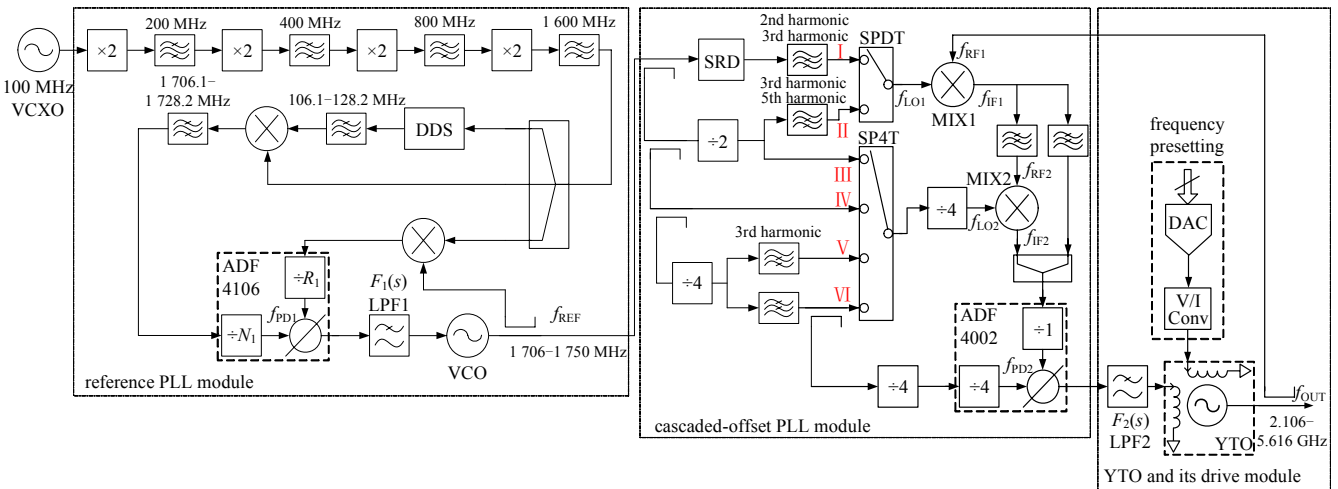 100 MHz
VCXO
×2
200 MHz
×2
400 MHz
×2
800 MHz
×2
1 600 MHz
1 706.1−
1 728.2 MHz
106.1−128.2 MHz
DDS
ADF
4106
÷R1
fPD1
÷N1
F1(s)
LPF1
VCO
fREF
1 706−1 750 MHz
reference PLL module
SRD
2nd harmonic
3rd harmonic
I
SPDT
3rd harmonic
5th harmonic
II
÷2
SP4T
III
IV
3rd harmonic
V
÷4
VI
fLO1
fRF1
MIX1
fIF1
fRF2
MIX2
÷4
fLO2
fIF2
ADF
4002
÷1
fPD2
÷4
÷4
cascaded-offset PLL module
frequency
presetting
DAC
V/I
Conv
F2(s)
LPF2
YTO
fOUT
2.106−
5.616 GHz
YTO and its drive module